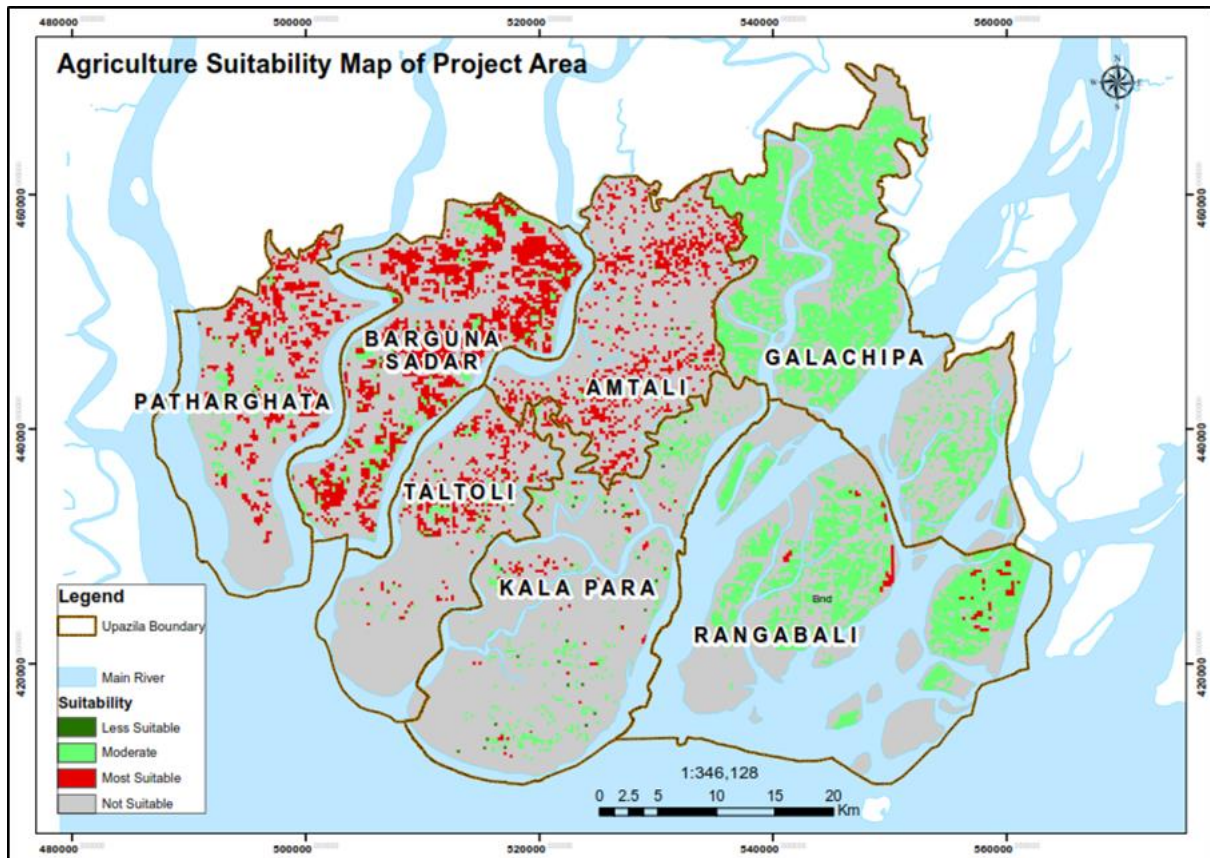 480000 500000 520000 540000 560000
Agriculture Suitability Map of Project Area
N
W E
S
460000 460000
BARGUNA
SADAR
GALACHIPA
PATHARGHATA
AMTALI
440000 440000
TALTOLI
KALA PARA
Legend
Bnd
Upazila Boundary
RANGABALI
420000 420000
Main River
Suitability
Less Suitable
Moderate
1:346,128
Most Suitable
0 2.5 5 10 15 20
Km
Not Suitable
480000 500000 520000 540000 560000